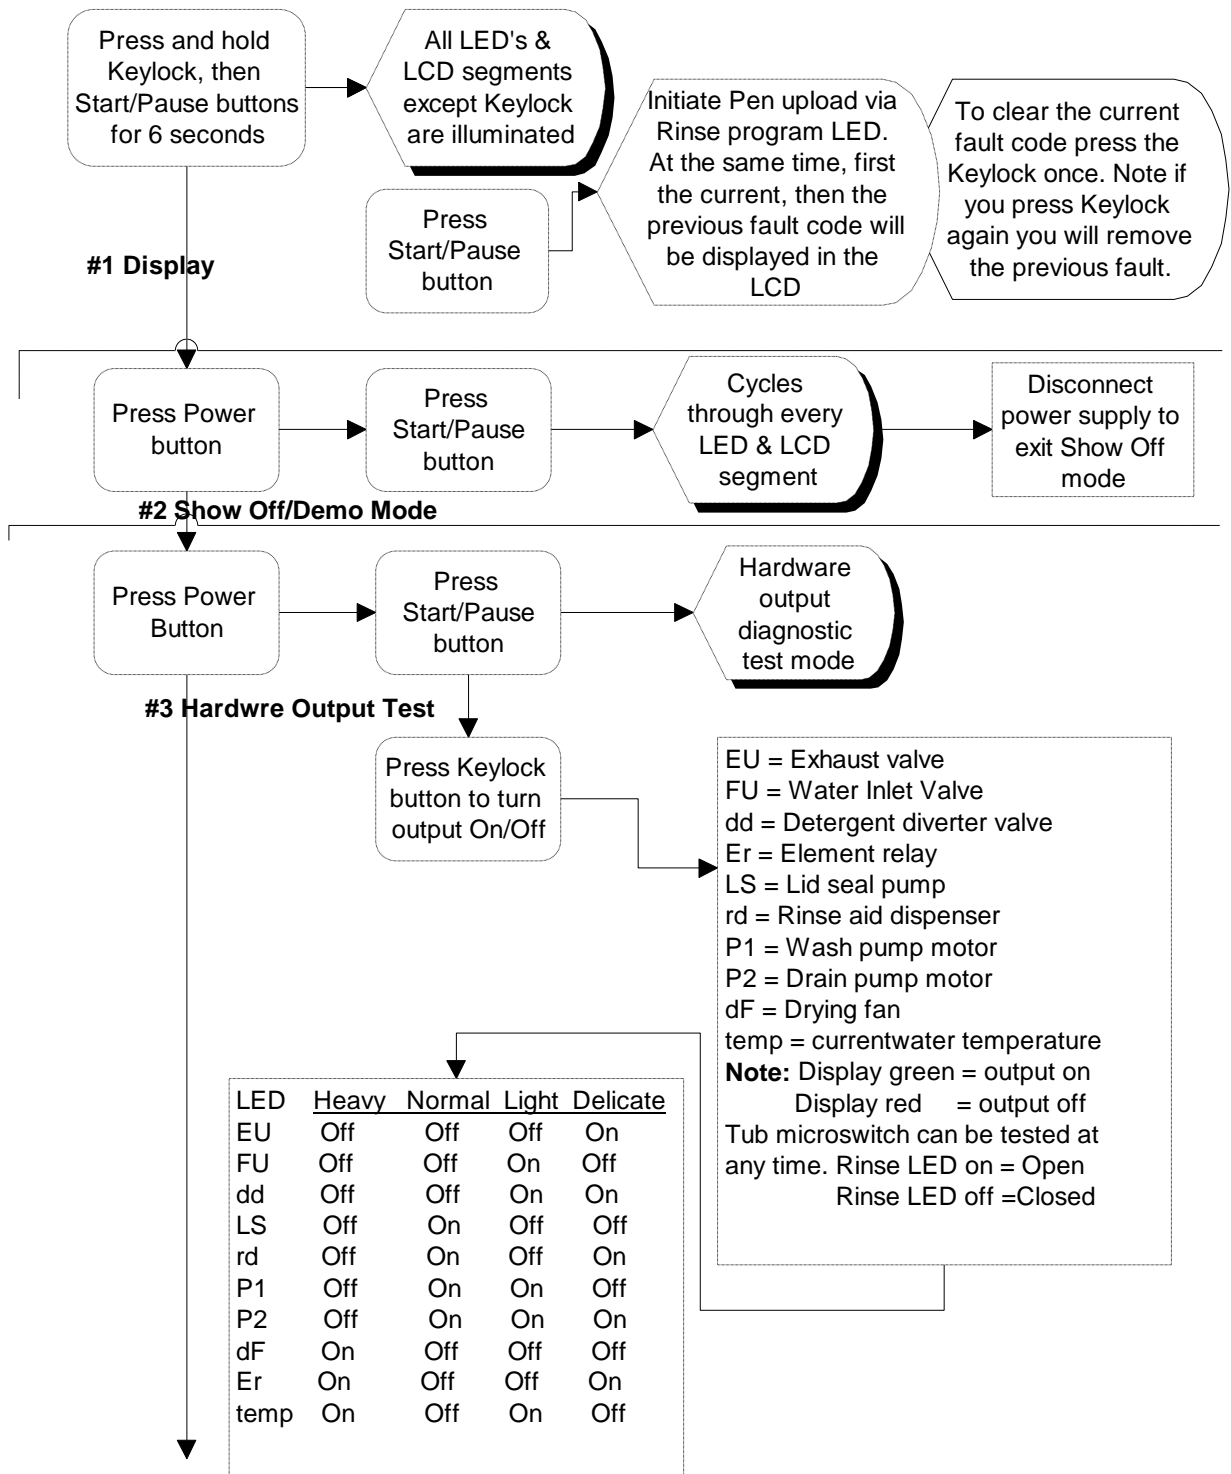 Press and hold
Keylock, then
Start/Pause buttons
for 6 seconds
All LED's &
LCD segments
except Keylock
are illuminated
Initiate Pen upload via
Rinse program LED.
At the same time, first
the current, then the
previous fault code will
be displayed in the
LCD
To clear the current
fault code press the
Keylock once. Note if
you press Keylock
again you will remove
the previous fault.
Press
Start/Pause
button
#1 Display
Press Power
button
Press
Start/Pause
button
Cycles
through every
LED & LCD
segment
Disconnect
power supply to
exit Show Off
mode
#2 Show Off/Demo Mode
Press Power
Button
Press
Start/Pause
button
Hardware
output
diagnostic
test mode
#3 Hardwre Output Test
Press Keylock
button to turn
output On/Off
EU = Exhaust valve
FU = Water Inlet Valve
dd = Detergent diverter valve
Er = Element relay
LS = Lid seal pump
rd = Rinse aid dispenser
P1 = Wash pump motor
P2 = Drain pump motor
dF = Drying fan
temp = currentwater temperature
Note: Display green = output on
Display red = output off
Tub microswitch can be tested at
any time. Rinse LED on = Open
Rinse LED off =Closed
LED Heavy Normal Light Delicate
EU Off Off Off On
FU Off Off On Off
dd Off Off On On
LS Off On Off Off
rd Off On Off On
P1 Off On On Off
P2 Off On On On
dF On Off Off Off
Er On Off Off On
temp On Off On Off